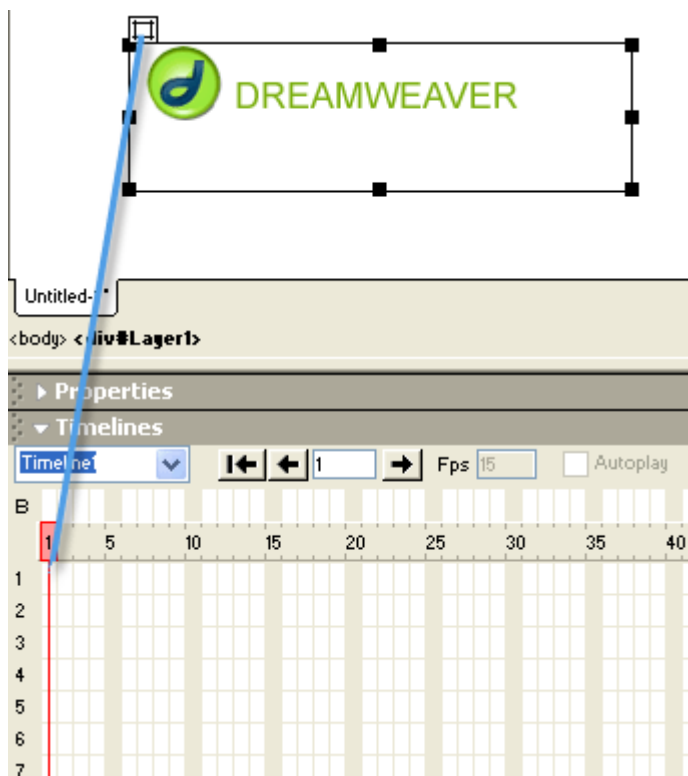 DREAMWEAVER
Untitled-1*
<body> <div#Layer1>
Properties
Timelines
Timeline1 1 Fps 15 Autoplay
B
1 5 10 15 20 25 30 35 40
1
2
3
4
5
6
7